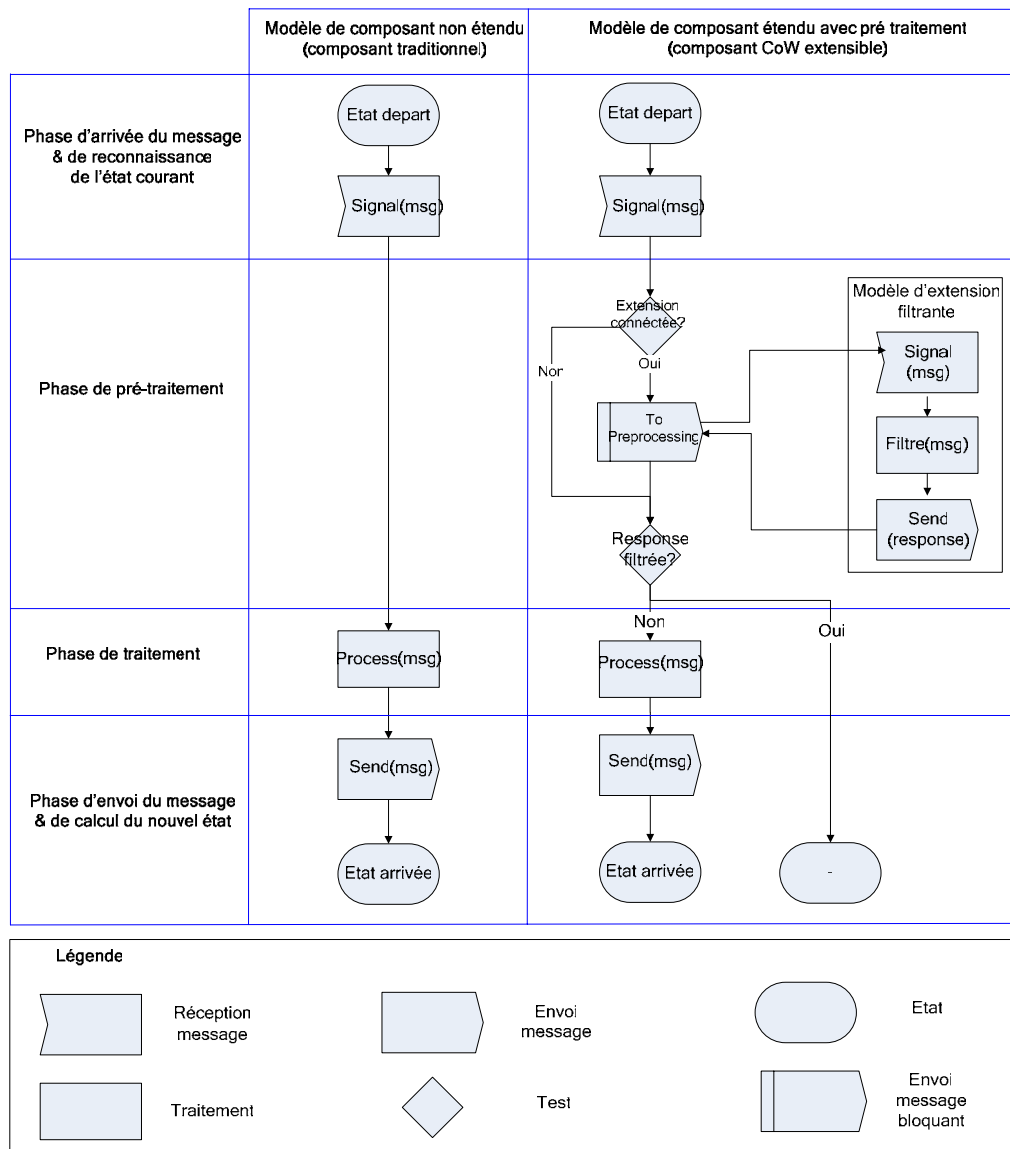 Modèle de composant non étendu
(composant traditionnel)
Modèle de composant étendu avec pré traitement
(composant CoW extensible)
Phase d'arrivée du message
& de reconnaissance
de l'état courant
Etat depart
Signal(msg)
Etat depart
Signal(msg)
Phase de pré-traitement
Extension
connéctée?
Non
Oui
To
Preprocessing
Response
filtrée?
Modèle d'extension
filtrante
Signal
(msg)
Filtre(msg)
Send
(response)
Phase de traitement
Process(msg)
Non
Process(msg)
Oui
Phase d'envoi du message
& de calcul du nouvel état
Send(msg)
Etat arrivée
Send(msg)
Etat arrivée
-
Légende
Réception
message
Envoi
message
Etat
Traitement
Test
Envoi
message
bloquant